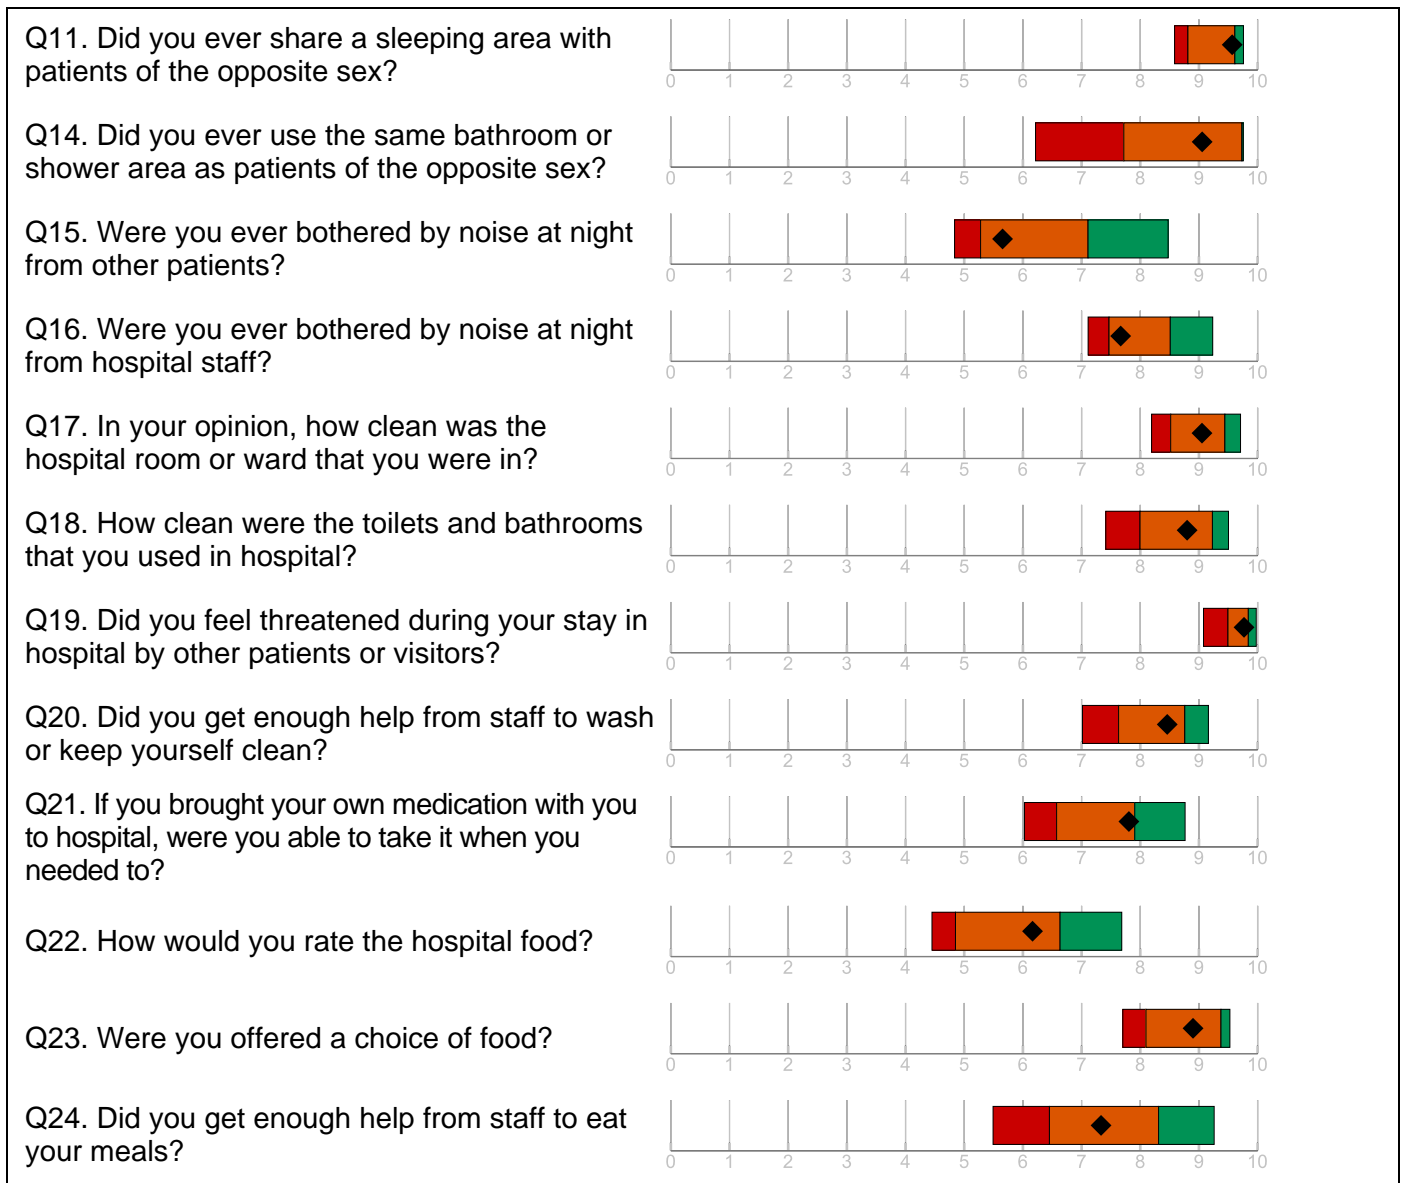 Q11. Did you ever share a sleeping area with
patients of the opposite sex?
0 1 2 3 4 5 6 7 8 9 10
Q14. Did you ever use the same bathroom or
shower area as patients of the opposite sex?
0 1 2 3 4 5 6 7 8 9 10
Q15. Were you ever bothered by noise at night
from other patients?
0 1 2 3 4 5 6 7 8 9 10
Q16. Were you ever bothered by noise at night
from hospital staff?
0 1 2 3 4 5 6 7 8 9 10
Q17. In your opinion, how clean was the
hospital room or ward that you were in?
0 1 2 3 4 5 6 7 8 9 10
Q18. How clean were the toilets and bathrooms
that you used in hospital?
0 1 2 3 4 5 6 7 8 9 10
Q19. Did you feel threatened during your stay in
hospital by other patients or visitors?
0 1 2 3 4 5 6 7 8 9 10
Q20. Did you get enough help from staff to wash
or keep yourself clean?
0 1 2 3 4 5 6 7 8 9 10
Q21. If you brought your own medication with you
to hospital, were you able to take it when you
needed to?
0 1 2 3 4 5 6 7 8 9 10
Q22. How would you rate the hospital food?
0 1 2 3 4 5 6 7 8 9 10
Q23. Were you offered a choice of food?
0 1 2 3 4 5 6 7 8 9 10
Q24. Did you get enough help from staff to eat
your meals?
0 1 2 3 4 5 6 7 8 9 10